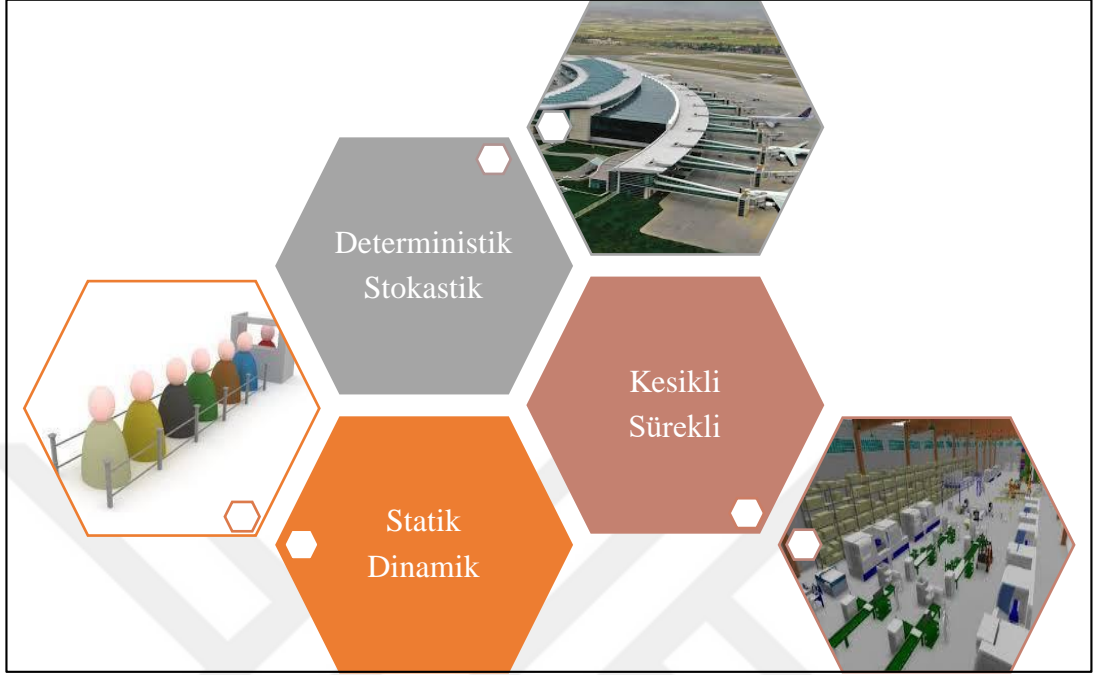 Deterministik
Stokastik
Kesikli
Sürekli
Statik
Dinamik